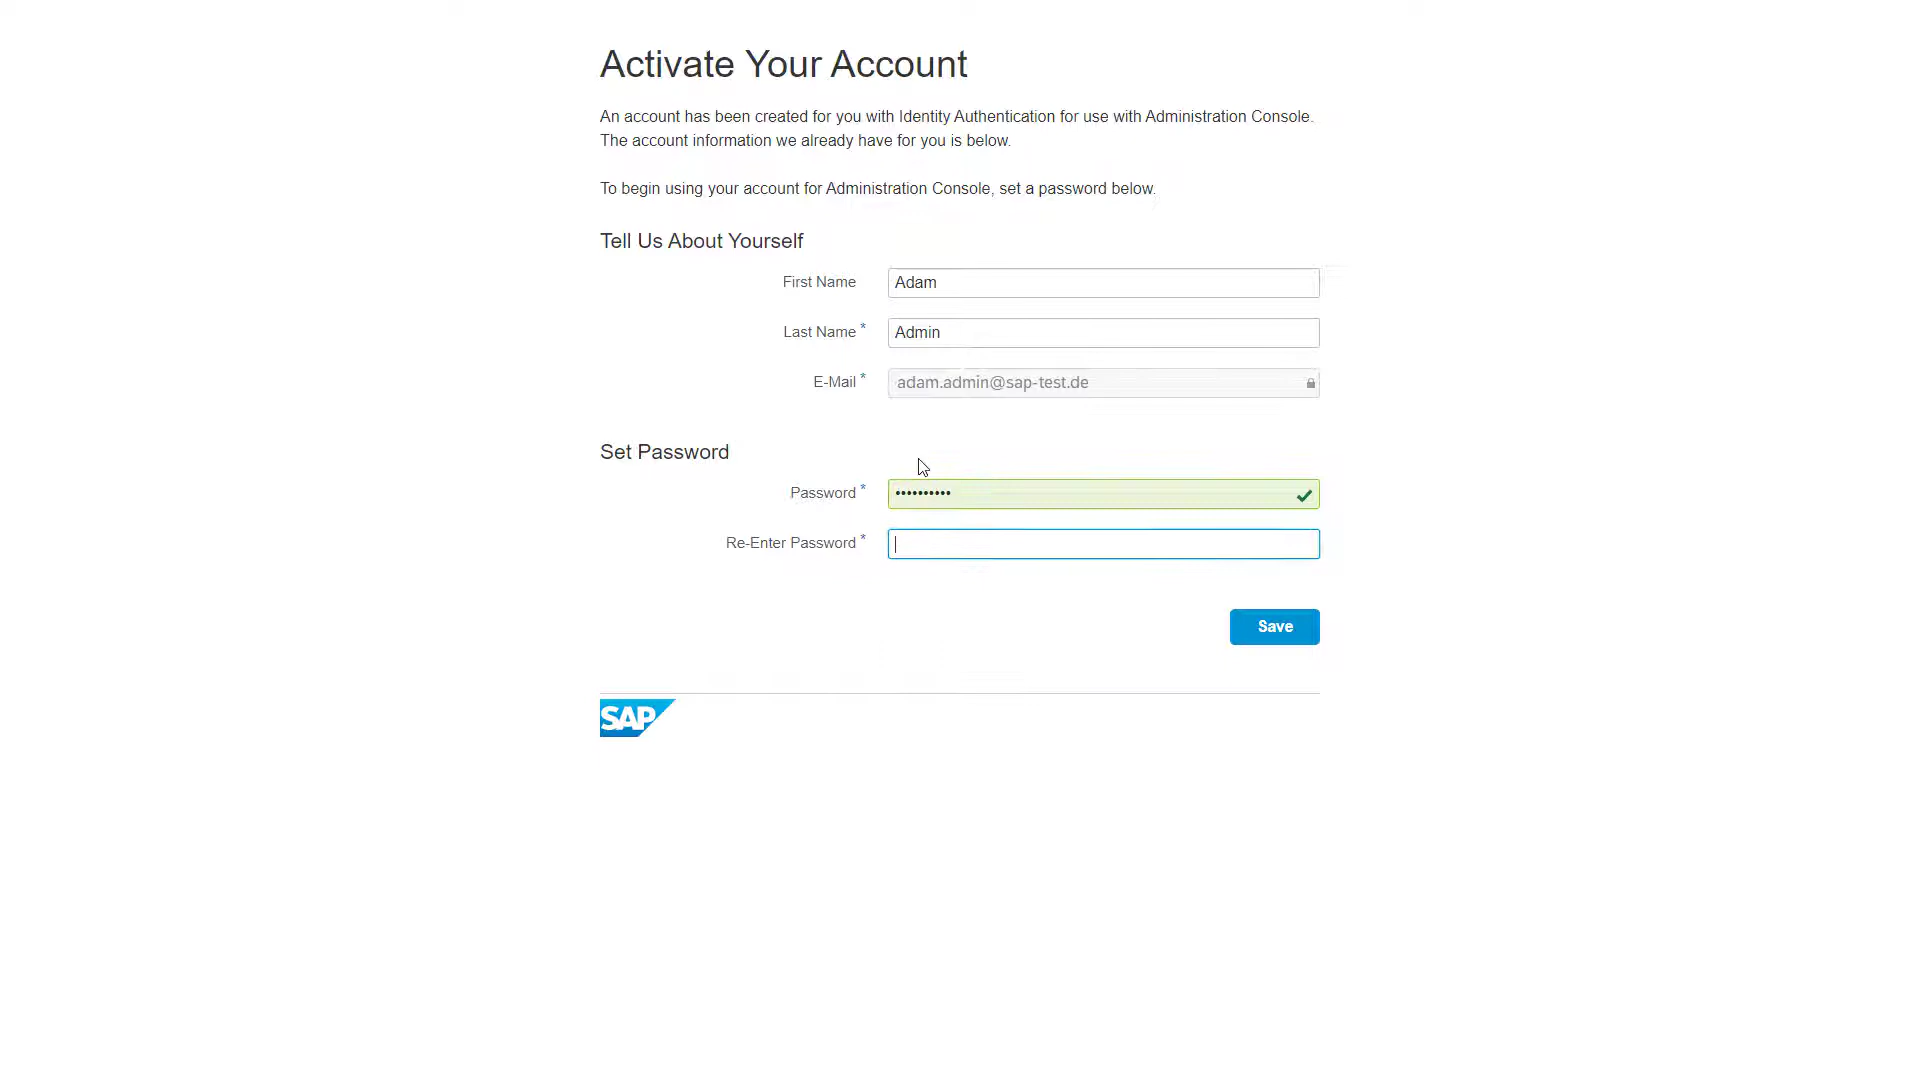 Activate Your Account
An account has been created for you with Identity Authentication for use with Administration Console.
The account information we already have for you is below.
To begin using your account for Administration Console, set a password below.
Tell Us About Yourself
First Name Adam
Last Name * Admin
E-Mail * adam.admin@sap-test.de
Set Password
Password * ••••••••••
Re-Enter Password *
Save
SAP